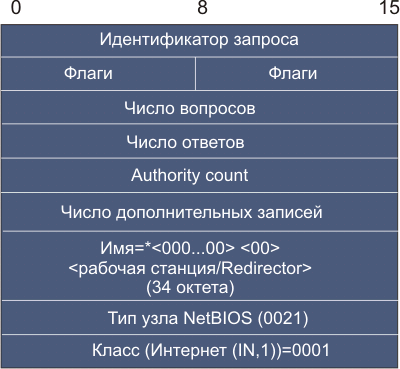 0 8 15
Идентификатор запроса
Флаги Флаги
Число вопросов
Число ответов
Authority count
Число дополнительных записей
Имя=*<000...00> <00>
<рабочая станция/Redirector>
(34 октета)
Тип узла NetBIOS (0021)
Класс (Интернет (IN,1))=0001